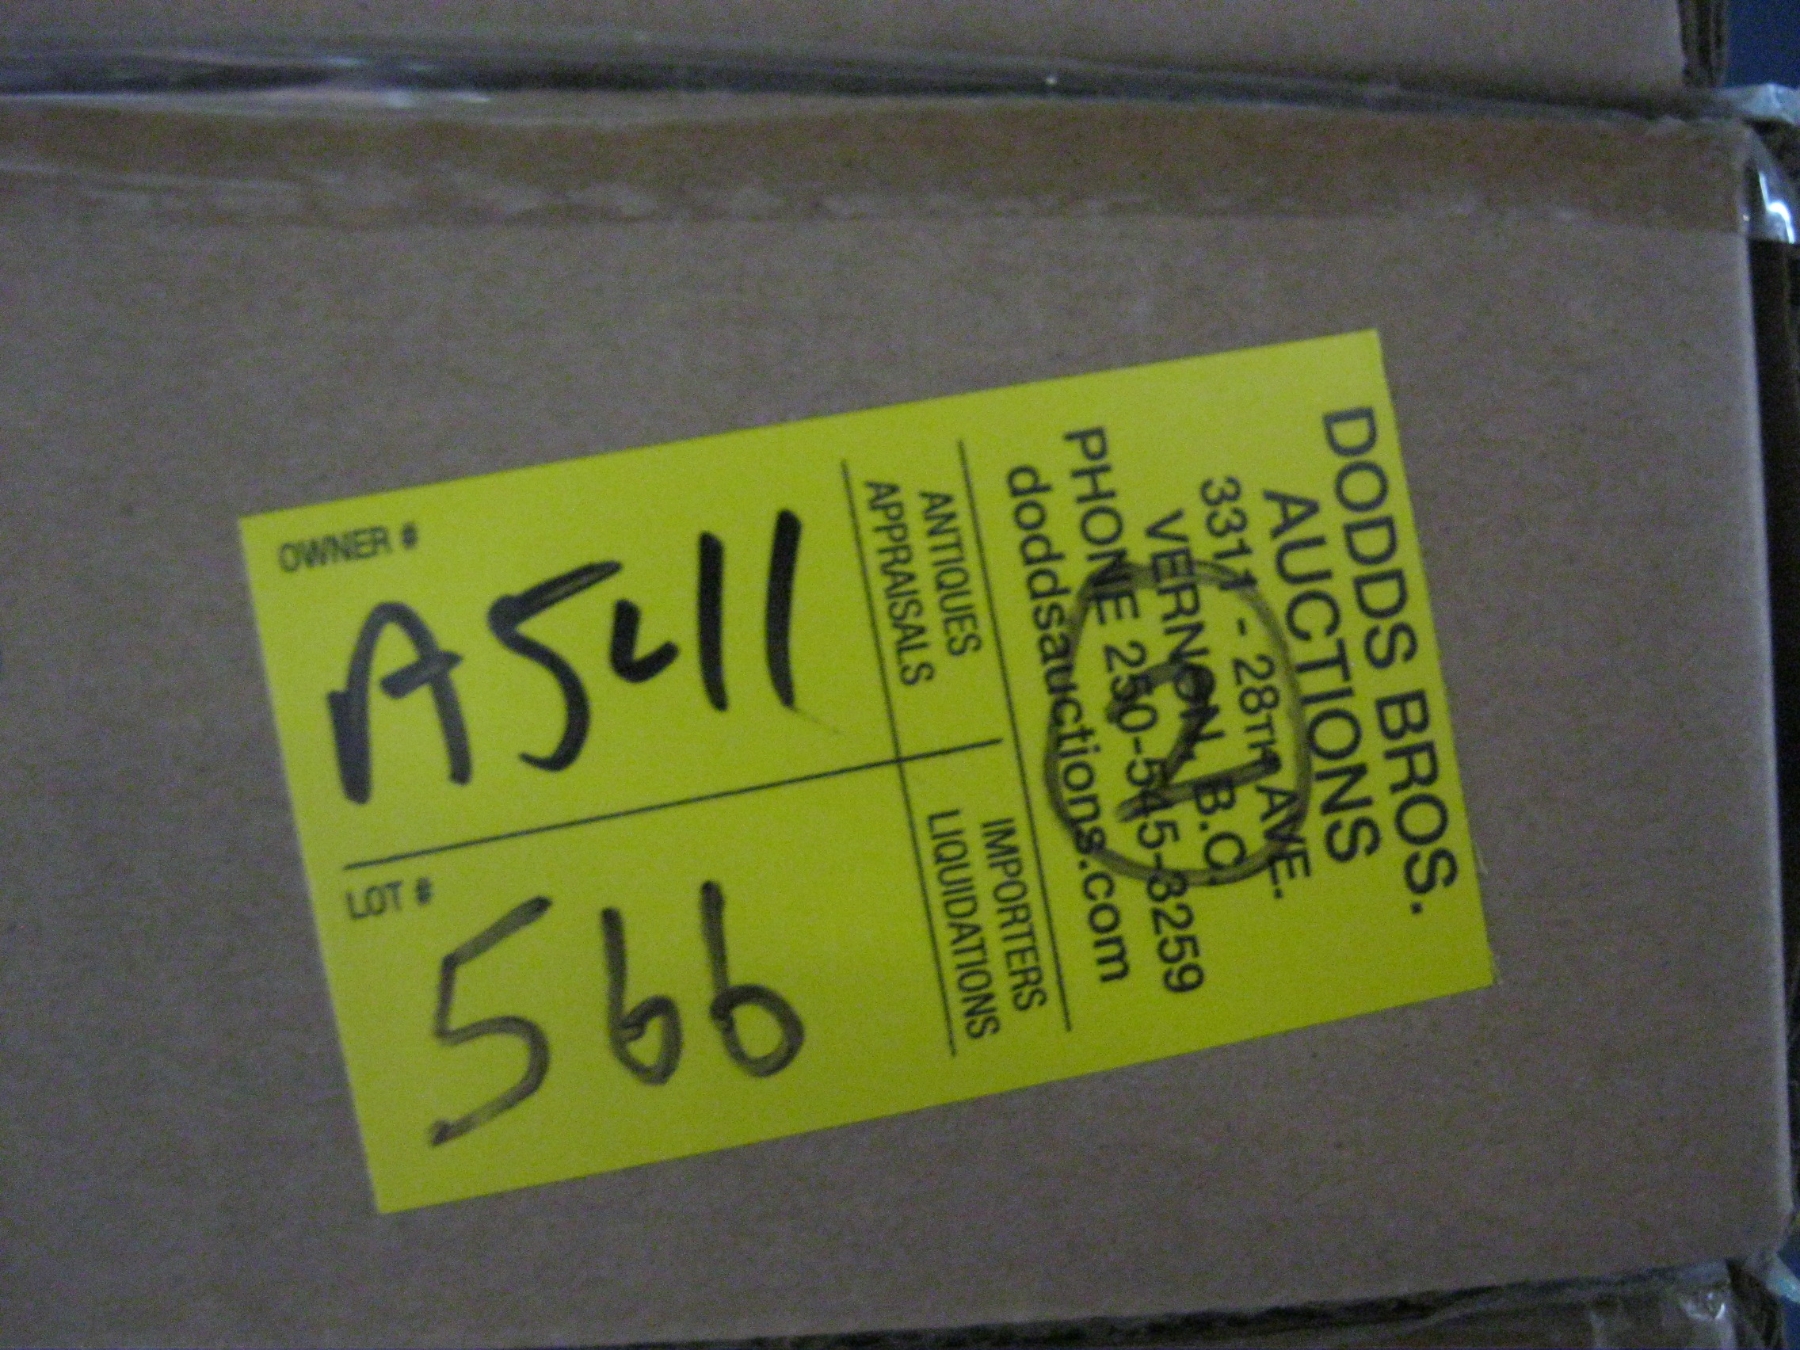 DODDS BROS.
AUCTIONS
3311 - 28TH AVE.
VERNON, B.C.
PHONE 250-545-3259
doddsauctions.com
2
ANTIQUES IMPORTERS
APPRAISALS LIQUIDATIONS
OWNER #
LOT #
566